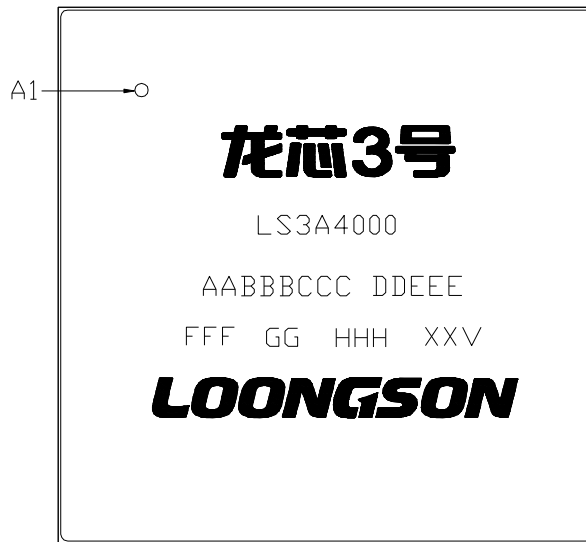 A1
龙芯3号
LS3A4000
AABBBCCC DDEEE
FFF GG HHH XXV
LOONGSON